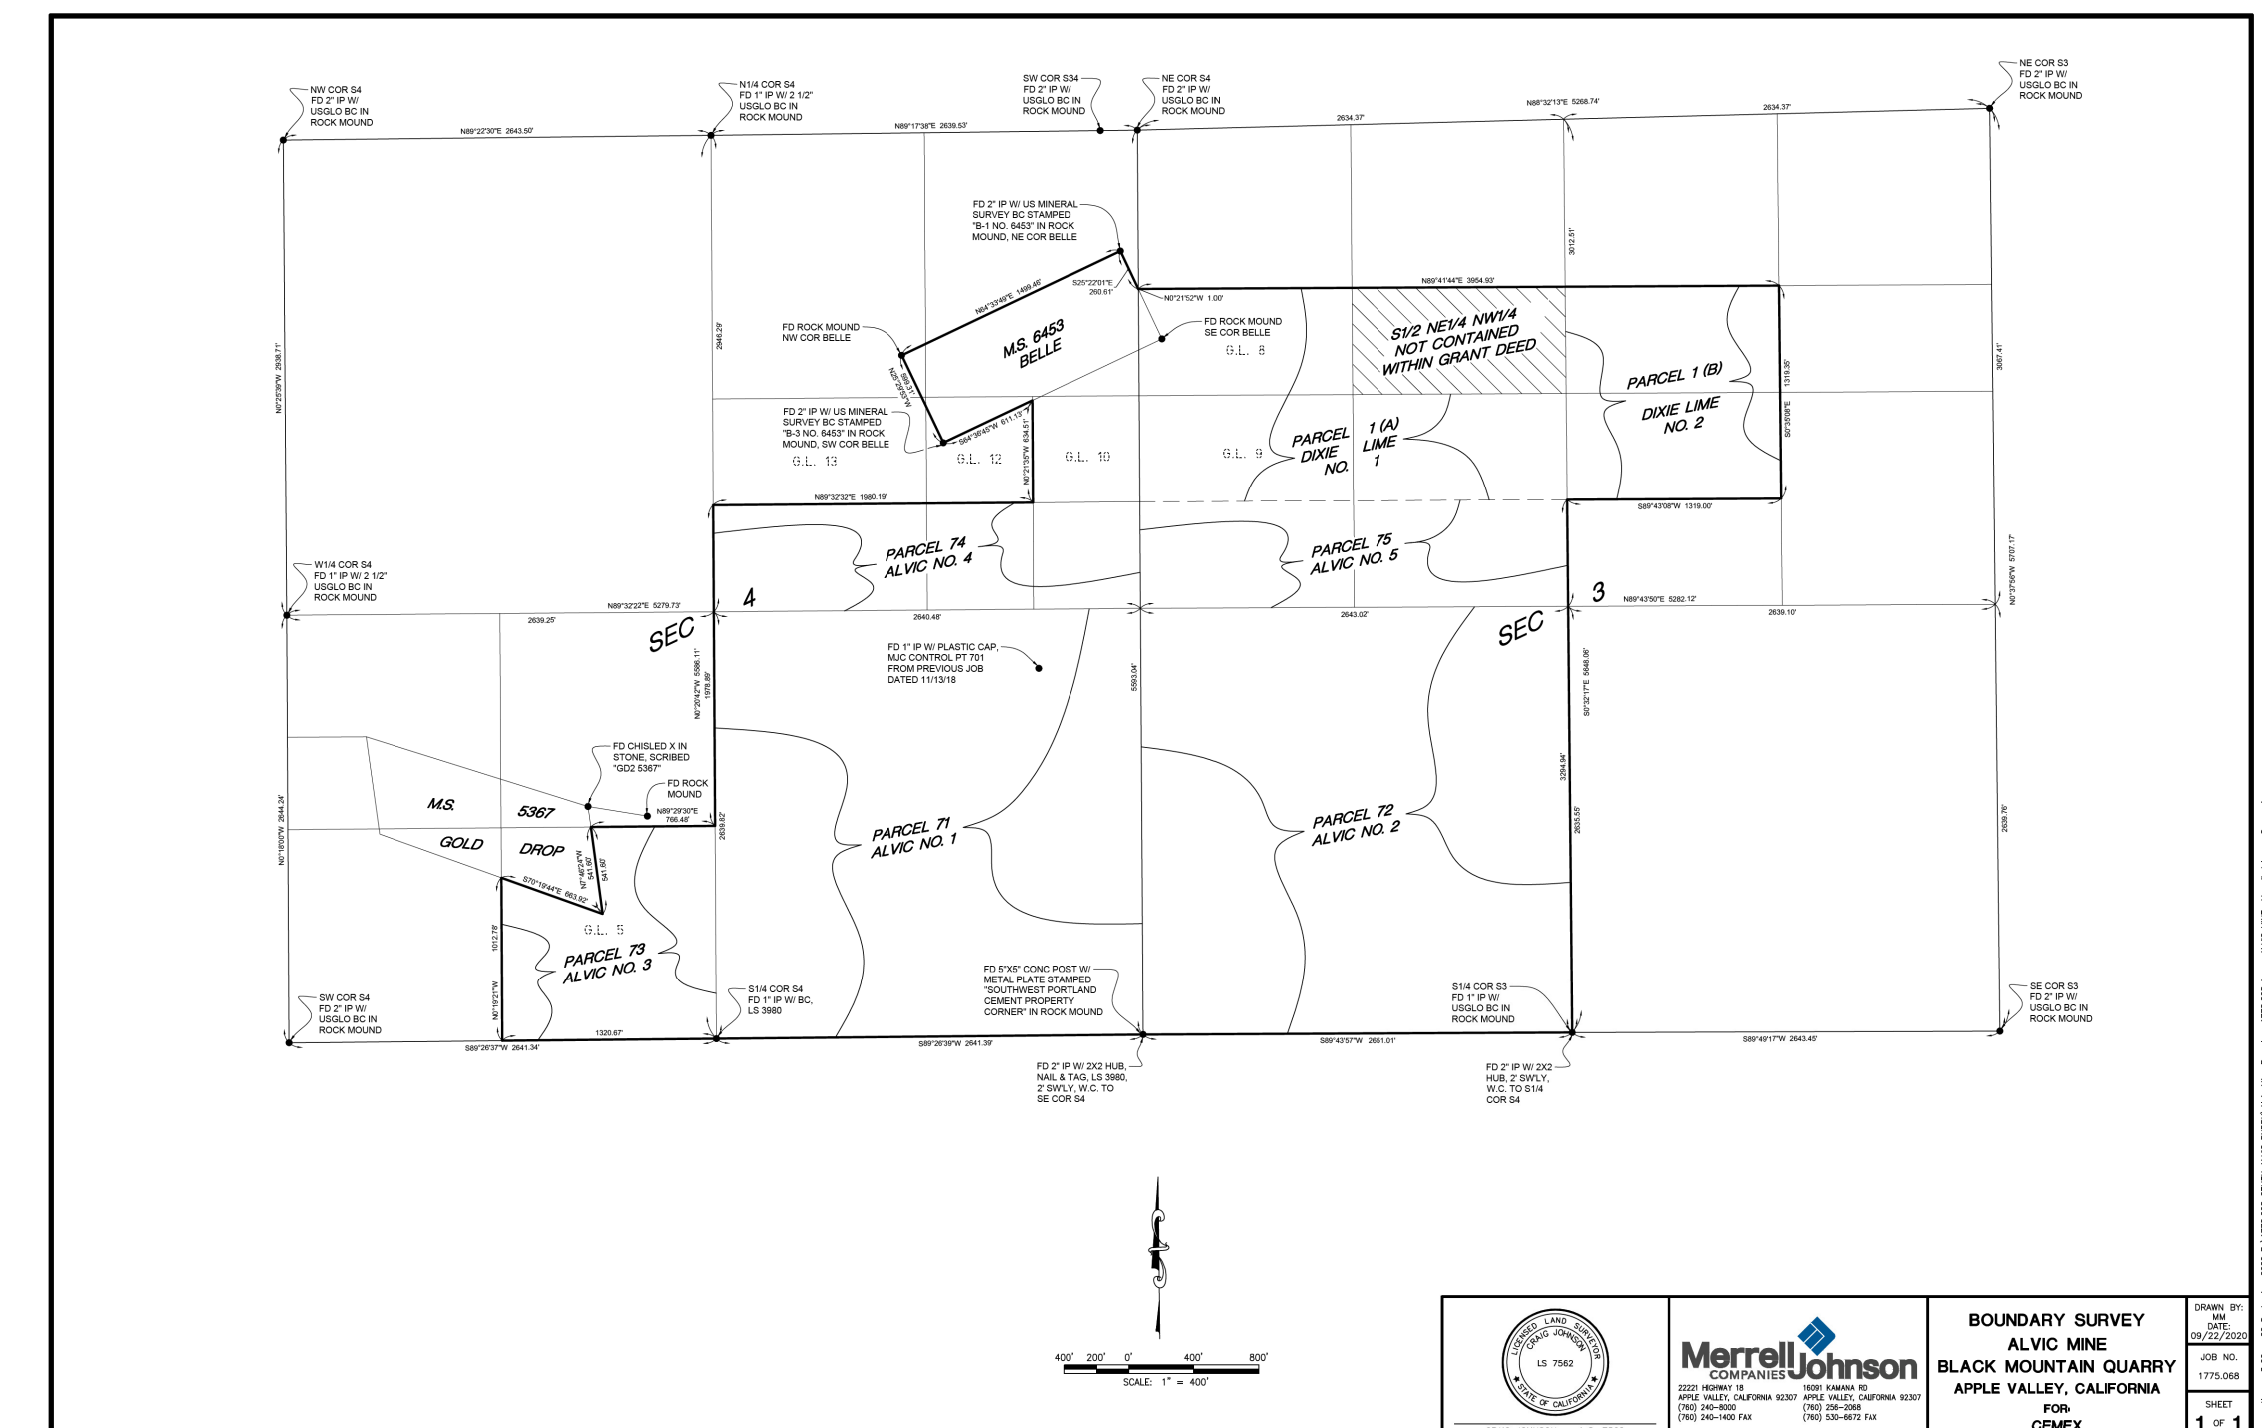 NW COR S4
FD 2" IP W/
USGLO BC IN
ROCK MOUND
N1/4 COR S4
FD 1" IP W/ 2 1/2"
USGLO BC IN
ROCK MOUND
SW COR S34
FD 2" IP W/
USGLO BC IN
ROCK MOUND
NE COR S4
FD 2" IP W/
USGLO BC IN
ROCK MOUND
NE COR S3
FD 2" IP W/
USGLO BC IN
ROCK MOUND
N89°22'30"E 2643.50'
N89°17'38"E 2639.53'
2634.37'
N88°32'13"E 5268.74'
2634.37'
FD 2" IP W/ US MINERAL
SURVEY BC STAMPED
"B-1 NO. 6453" IN ROCK
MOUND, NE COR BELLE
3012.51'
N64°33'49"E 1499.46'
S25°22'01"E
260.61'
N89°41'44"E 3954.93'
N0°21'52"W 1.00'
FD ROCK MOUND
NW COR BELLE
FD ROCK MOUND
SE COR BELLE
M.S. 6453
BELLE
G.L. 8
S1/2 NE1/4 NW1/4
NOT CONTAINED
WITHIN GRANT DEED
2946.29'
N0°25'39"W 2938.71'
3067.41'
599.31'
N25°29'53"W
PARCEL 1 (B)
DIXIE LIME
NO. 2
S0°35'08"E 1319.35'
FD 2" IP W/ US MINERAL
SURVEY BC STAMPED
"B-3 NO. 6453" IN ROCK
MOUND, SW COR BELLE
S64°36'45"W 611.13'
N0°21'35"W 634.51'
G.L. 13
G.L. 12
G.L. 10
G.L. 9
PARCEL 1 (A)
DIXIE LIME
NO. 1
N89°32'32"E 1980.19'
S89°43'08"W 1319.00'
PARCEL 74
ALVIC NO. 4
PARCEL 75
ALVIC NO. 5
W1/4 COR S4
FD 1" IP W/ 2 1/2"
USGLO BC IN
ROCK MOUND
N0°37'56"W 5707.17'
N89°32'22"E 5279.73'
4
3
N89°43'50"E 5282.12'
2639.25'
2640.48'
2643.02'
2639.10'
SEC
SEC
FD 1" IP W/ PLASTIC CAP,
MJC CONTROL PT 701
FROM PREVIOUS JOB
DATED 11/13/18
N0°20'42"W 5586.11'
1978.89'
5593.04'
S0°32'17"E 5648.06'
FD CHISLED X IN
STONE, SCRIBED
"GD2 5367"
FD ROCK
MOUND
N89°29'30"E
766.48'
3294.94'
M.S. 5367
GOLD DROP
N0°18'00"W 2644.24'
2639.82'
2635.55'
2639.76'
PARCEL 71
ALVIC NO. 1
PARCEL 72
ALVIC NO. 2
N7°46'24"W
541.60'
541.60'
S70°19'44"E 663.92'
G.L. 5
PARCEL 73
ALVIC NO. 3
N0°19'21"W 1012.78'
SW COR S4
FD 2" IP W/
USGLO BC IN
ROCK MOUND
S1/4 COR S4
FD 1" IP W/ BC,
LS 3980
FD 5"X5" CONC POST W/
METAL PLATE STAMPED
"SOUTHWEST PORTLAND
CEMENT PROPERTY
CORNER" IN ROCK MOUND
S1/4 COR S3
FD 1" IP W/
USGLO BC IN
ROCK MOUND
SE COR S3
FD 2" IP W/
USGLO BC IN
ROCK MOUND
1320.67'
S89°26'37"W 2641.34'
S89°26'39"W 2641.39'
S89°43'57"W 2661.01'
S89°49'17"W 2643.45'
FD 2" IP W/ 2X2 HUB,
NAIL & TAG, LS 3980,
2' SW'LY, W.C. TO
SE COR S4
FD 2" IP W/ 2X2
HUB, 2' SW'LY,
W.C. TO S1/4
COR S4
400' 200' 0' 400' 800'
SCALE: 1" = 400'
LICENSED LAND SURVEYOR
CRAIG JOHNSON
LS 7562
STATE OF CALIFORNIA
Merrell Johnson
COMPANIES
22221 HIGHWAY 18
APPLE VALLEY, CALIFORNIA 92307
(760) 240-8000
(760) 240-1400 FAX
16091 KAMANA RD
APPLE VALLEY, CALIFORNIA 92307
(760) 256-2068
(760) 530-6672 FAX
BOUNDARY SURVEY
ALVIC MINE
BLACK MOUNTAIN QUARRY
APPLE VALLEY, CALIFORNIA
FOR:
CEMEX
DRAWN BY:
MM
DATE:
09/22/2020
JOB NO.
1775.068
SHEET
1 OF 1